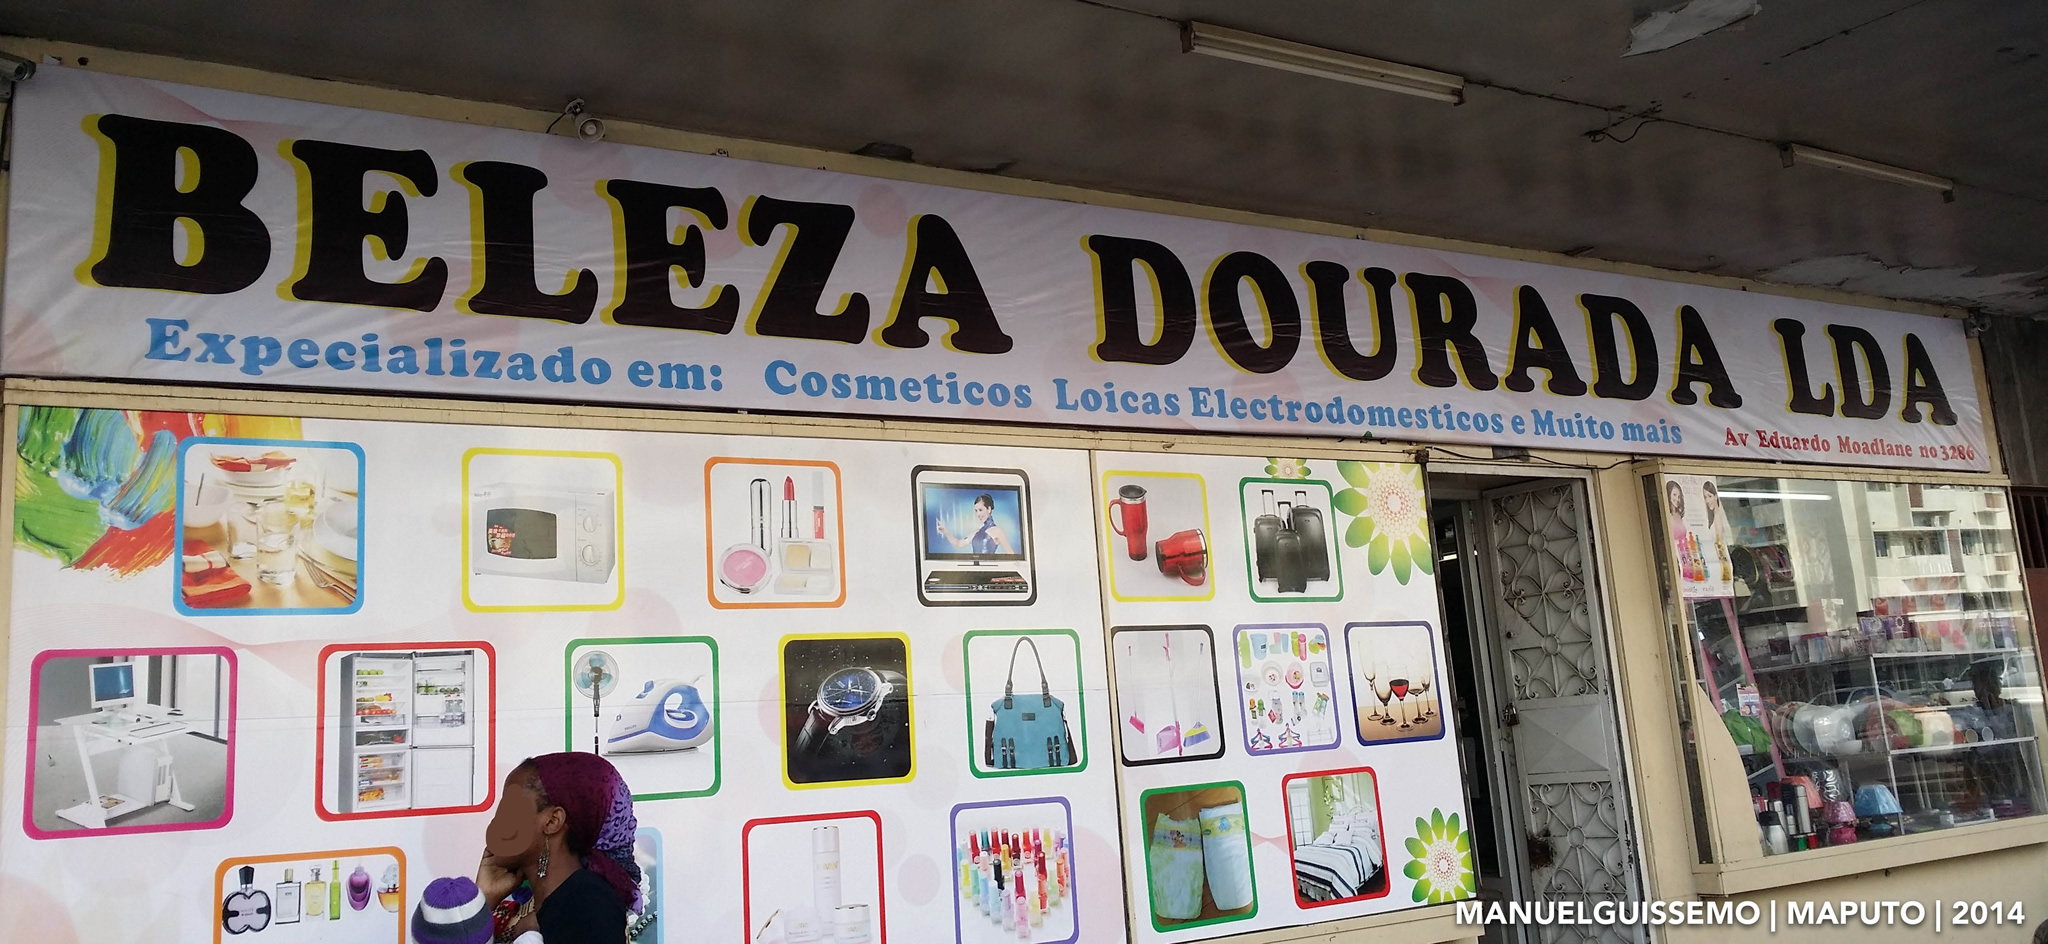 BELEZA DOURADA LDA
Expecializado em: Cosmeticos Loicas Electrodomesticos e Muito mais
Av Eduardo Moadlane no 3286
MANUELGUISSEMO | MAPUTO | 2014